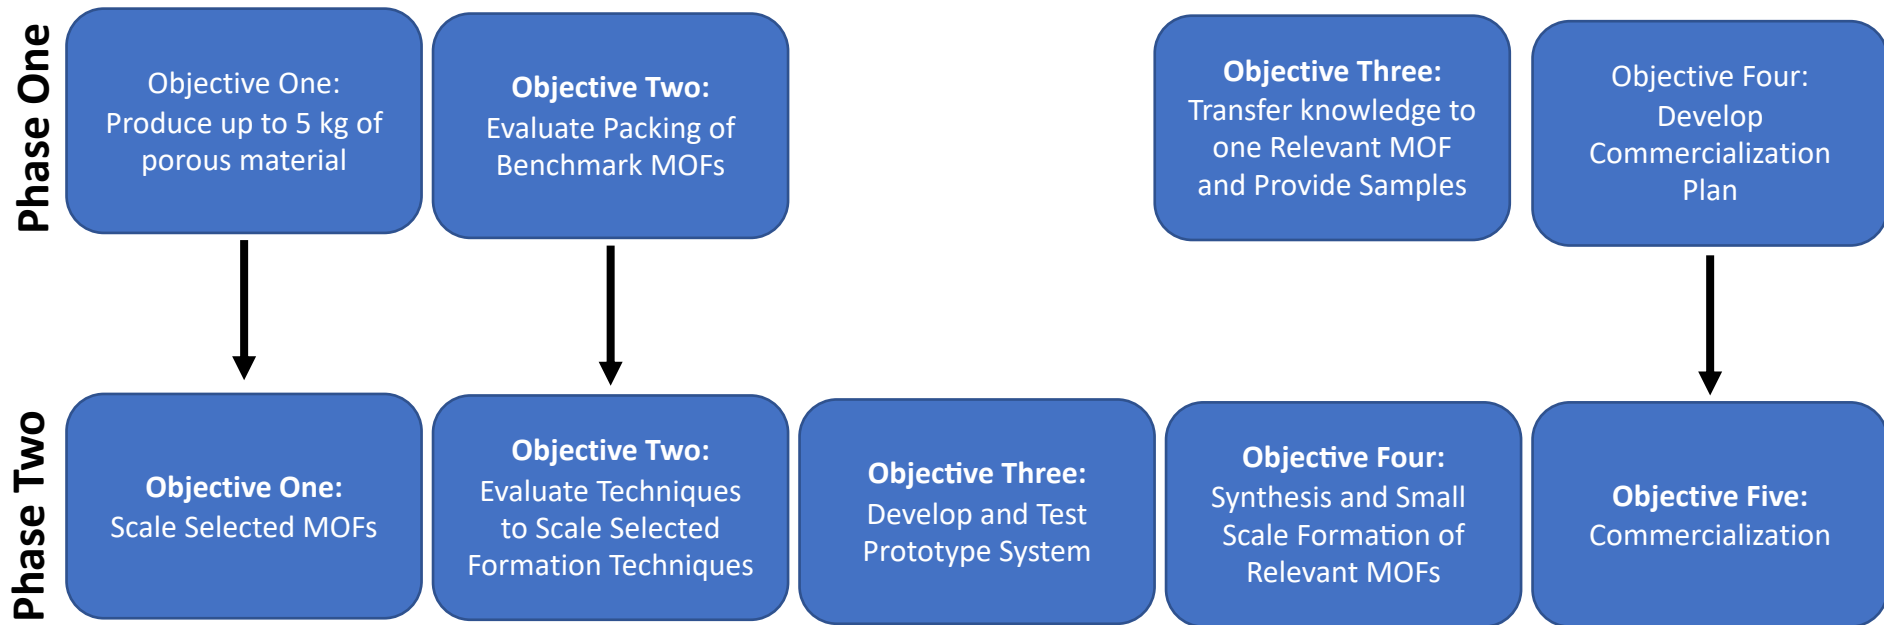 Phase One
Objective One:
Produce up to 5 kg of
porous material
Objective Two:
Evaluate Packing of
Benchmark MOFs
Objective Three:
Transfer knowledge to
one Relevant MOF
and Provide Samples
Objective Four:
Develop
Commercialization
Plan
Phase Two
Objective One:
Scale Selected MOFs
Objective Two:
Evaluate Techniques
to Scale Selected
Formation Techniques
Objective Three:
Develop and Test
Prototype System
Objective Four:
Synthesis and Small
Scale Formation of
Relevant MOFs
Objective Five:
Commercialization